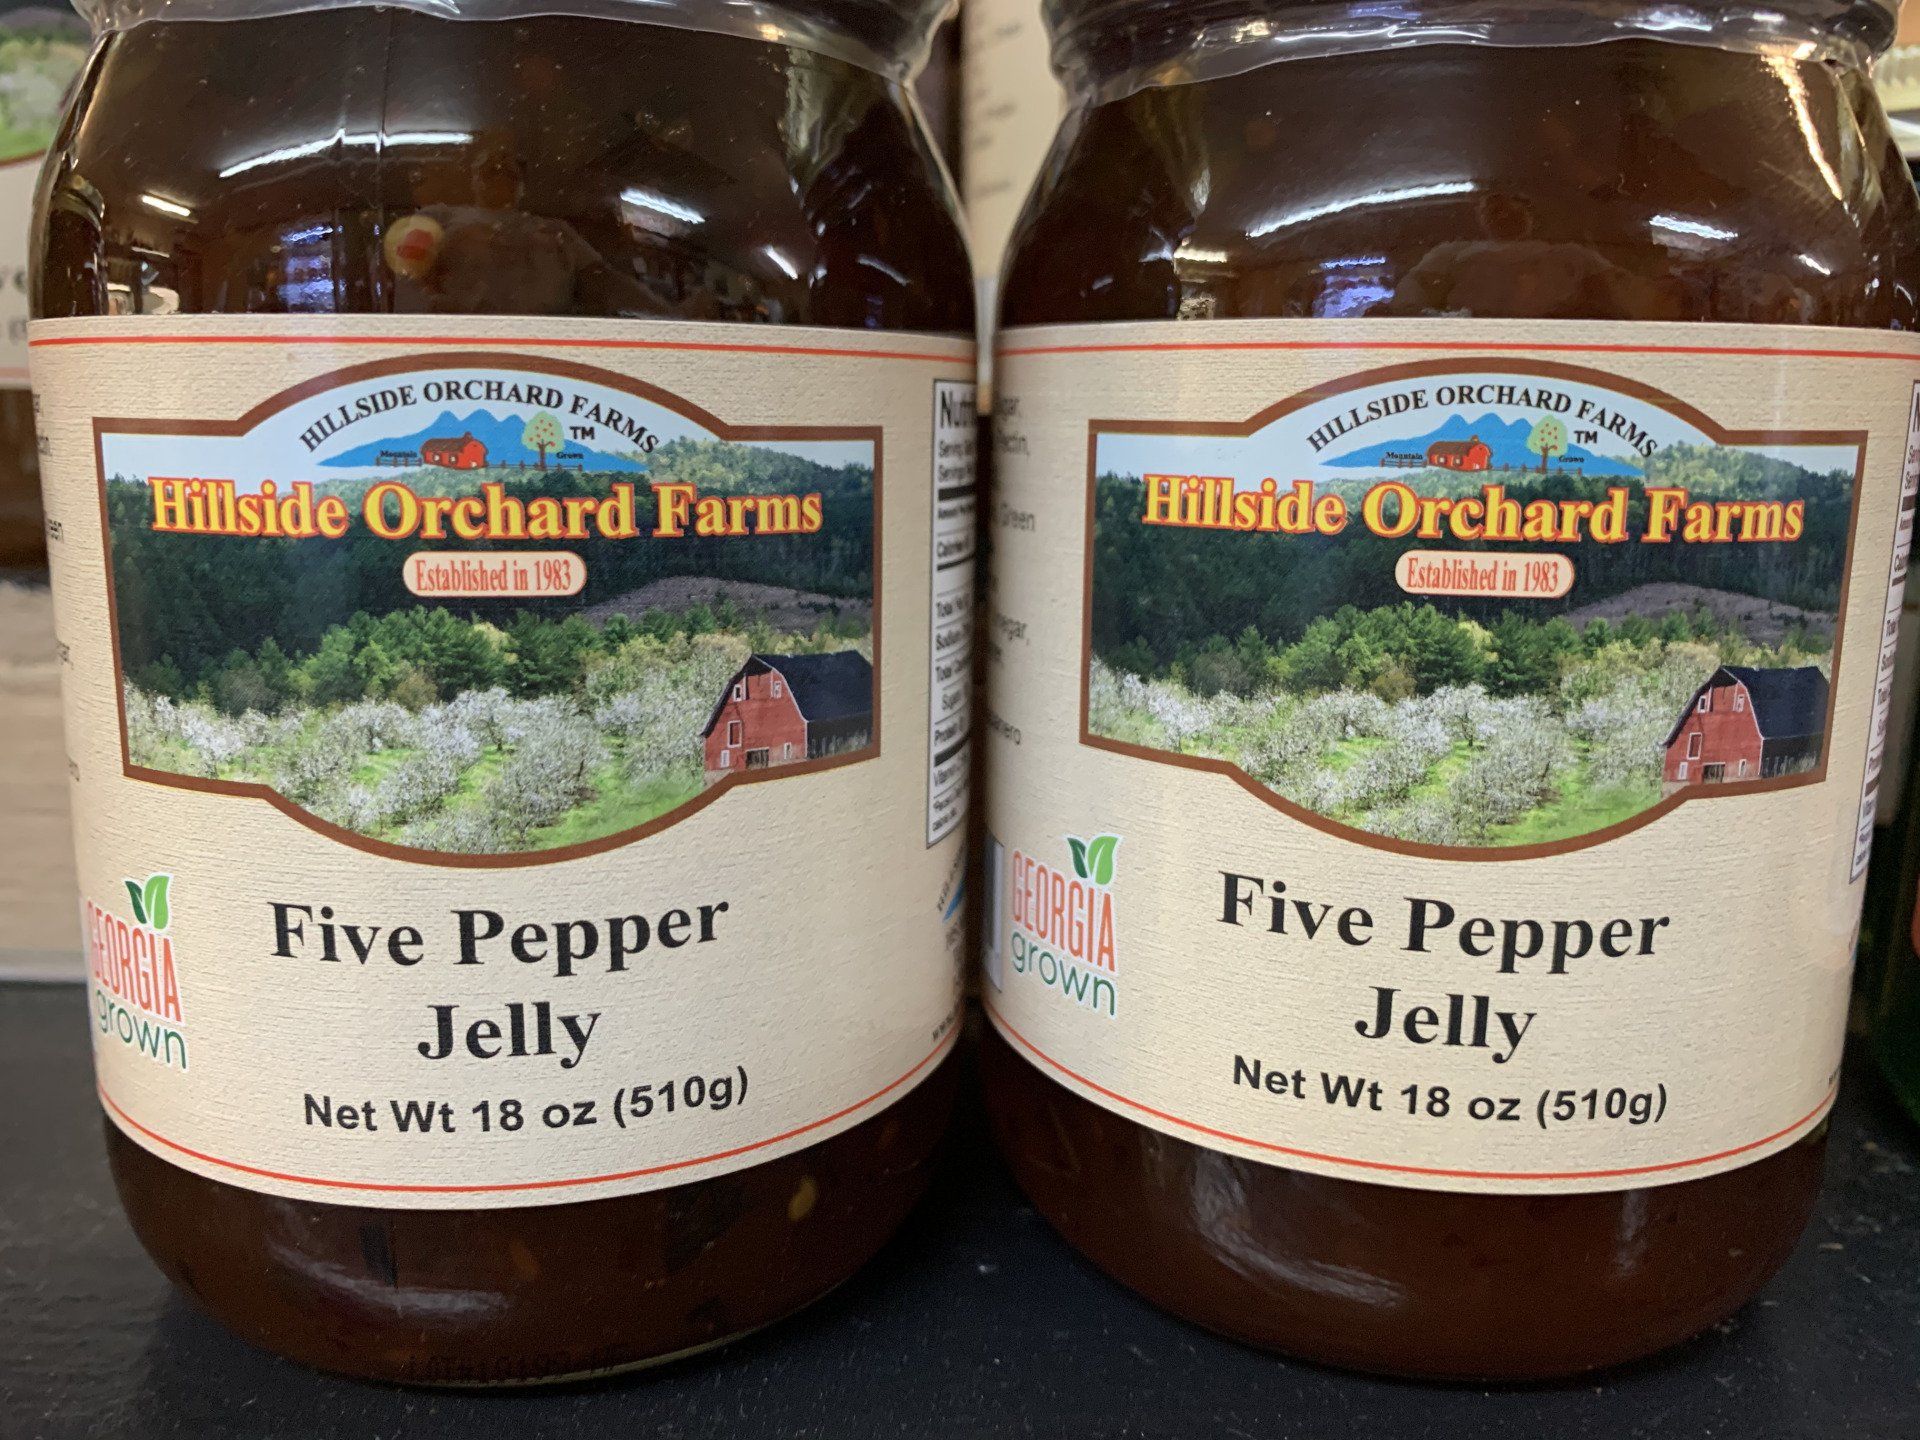 HILLSIDE ORCHARD FARMS
TM
Mountain Grown
Hillside Orchard Farms
Established in 1983
GEORGIA
grown
Five Pepper
Jelly
Net Wt 18 oz (510g)
Green
HILLSIDE ORCHARD FARMS
TM
Mountain Grown
Hillside Orchard Farms
Established in 1983
GEORGIA
grown
Five Pepper
Jelly
Net Wt 18 oz (510g)